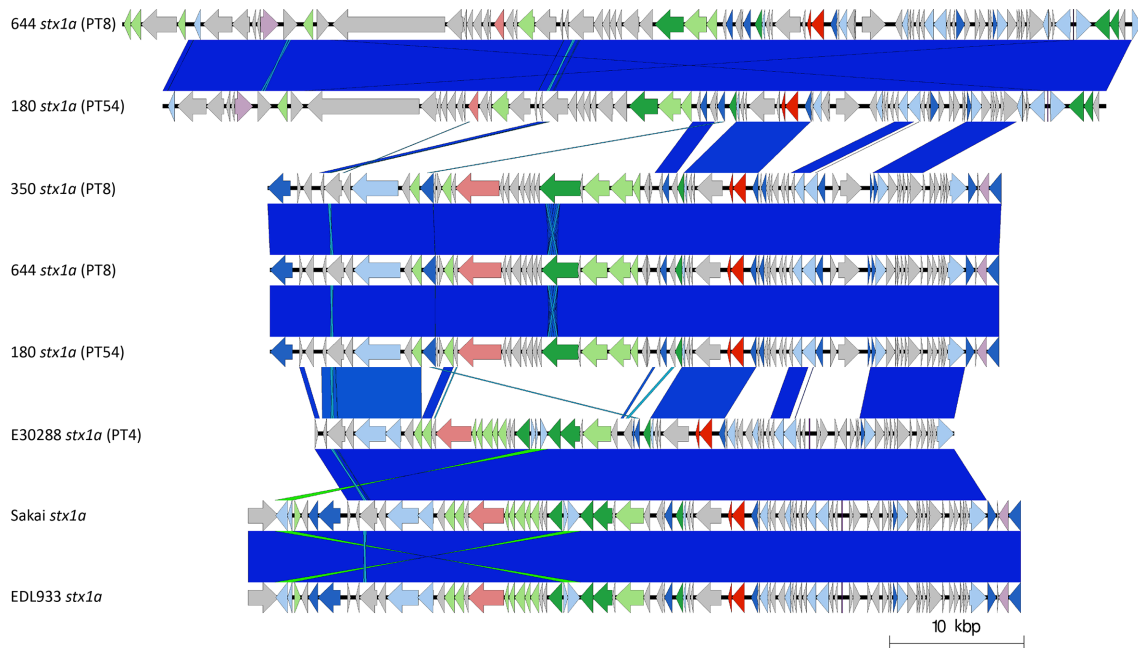 644 stx1a (PT8)
180 stx1a (PT54)
350 stx1a (PT8)
644 stx1a (PT8)
180 stx1a (PT54)
E30288 stx1a (PT4)
Sakai stx1a
EDL933 stx1a
10 kbp